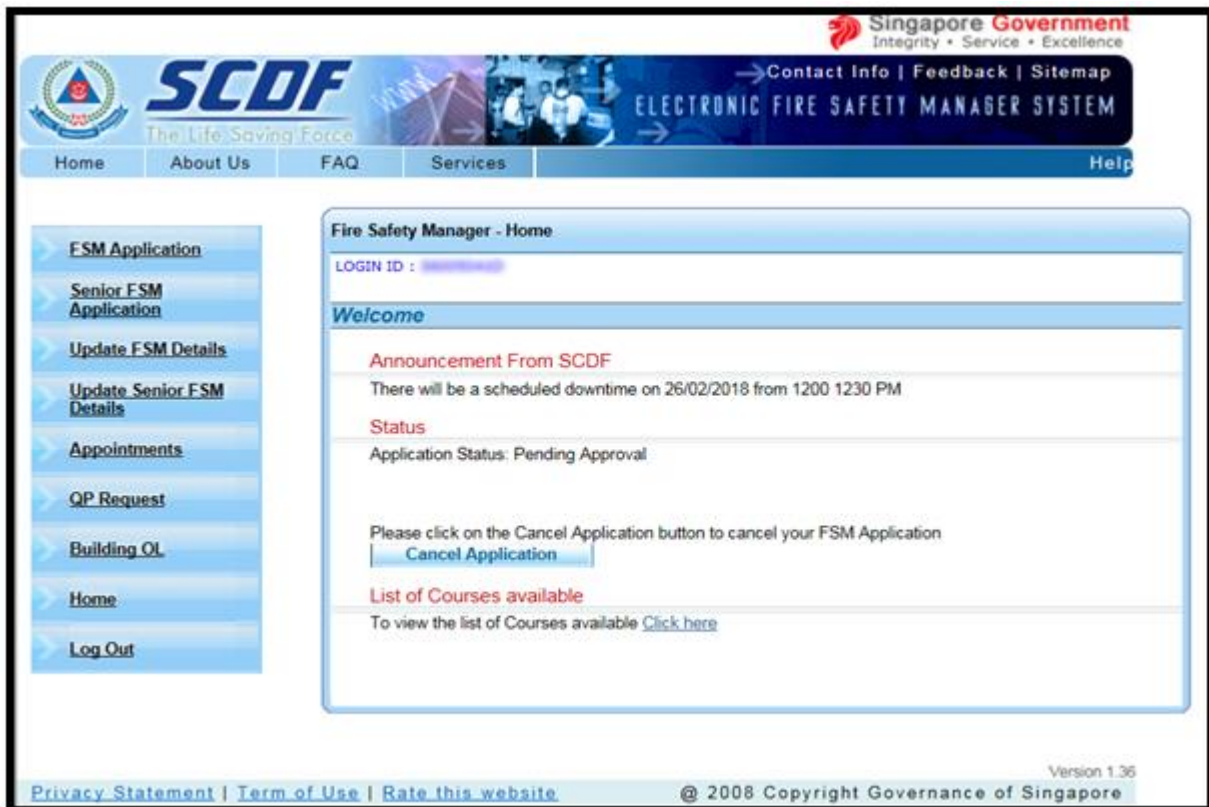 Singapore Government
Integrity • Service • Excellence
SCDF
The Life Saving Force
Contact Info | Feedback | Sitemap
ELECTRONIC FIRE SAFETY MANAGER SYSTEM
Home About Us FAQ Services Help
FSM Application
Senior FSM
Application
Update FSM Details
Update Senior FSM
Details
Appointments
QP Request
Building OL
Home
Log Out
Fire Safety Manager - Home
LOGIN ID :
Welcome
Announcement From SCDF
There will be a scheduled downtime on 26/02/2018 from 1200 1230 PM
Status
Application Status: Pending Approval
Please click on the Cancel Application button to cancel your FSM Application
Cancel Application
List of Courses available
To view the list of Courses available Click here
Version 1.36
Privacy Statement | Term of Use | Rate this website @ 2008 Copyright Governance of Singapore